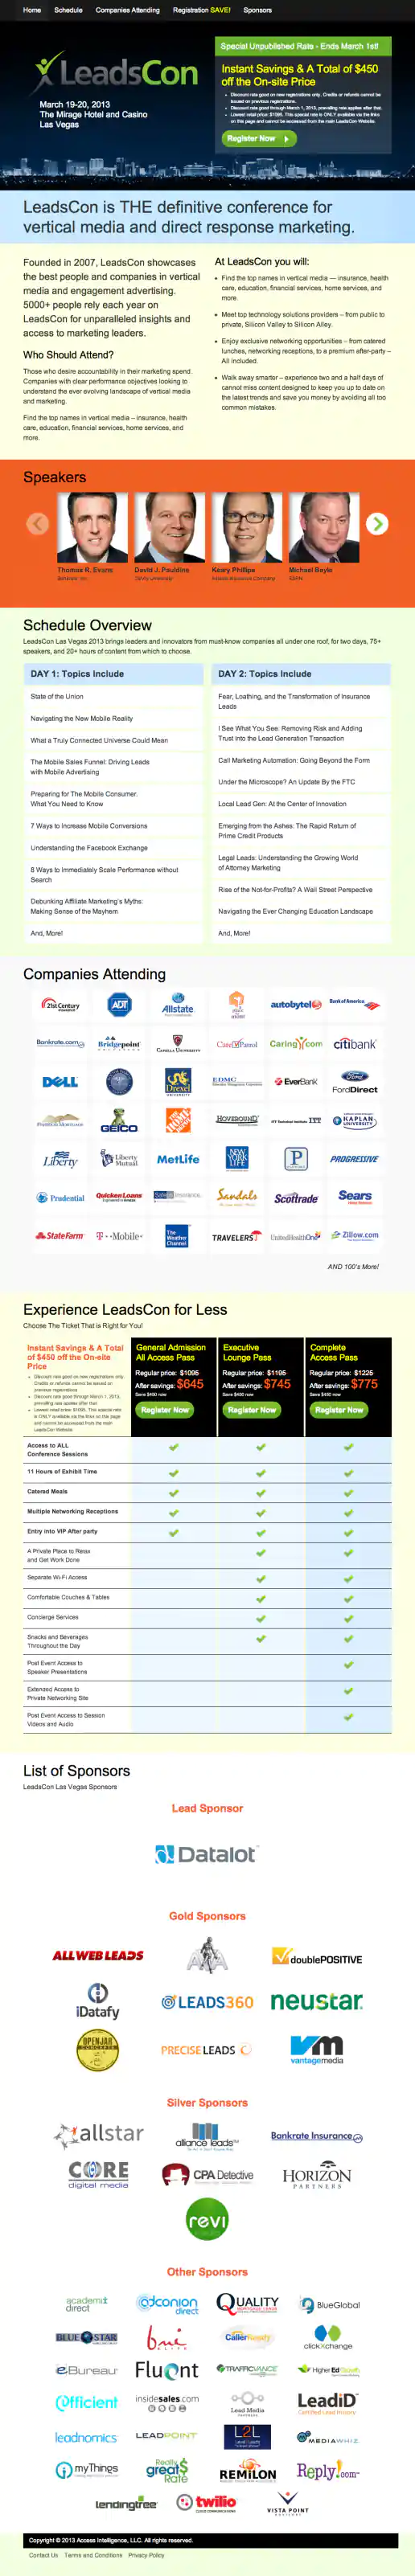 Home Schedule Companies Attending Registration SAVE! Sponsors
LeadsCon
March 19-20, 2013
The Mirage Hotel and Casino
Las Vegas
Special Unpublished Rate - Ends March 1st!
Instant Savings & A Total of $450
off the On-site Price
Discount rate good on new registrations only. Credits or refunds cannot be
issued on previous registrations.
Discount rate good through March 1, 2013, prevailing rate applies after that.
Lowest retail price: $1095. This special rate is ONLY available via the links
on this page and cannot be accessed from the main LeadsCon Website.
Register Now
LeadsCon is THE definitive conference for
vertical media and direct response marketing.
Founded in 2007, LeadsCon showcases
the best people and companies in vertical
media and engagement advertising.
5000+ people rely each year on
LeadsCon for unparalleled insights and
access to marketing leaders.
Who Should Attend?
Those who desire accountability in their marketing spend.
Companies with clear performance objectives looking to
understand the ever evolving landscape of vertical media
and marketing.
Find the top names in vertical media – insurance, health
care, education, financial services, home services, and
more.
At LeadsCon you will:
Find the top names in vertical media — insurance, health
care, education, financial services, home services, and
more.
Meet top technology solutions providers – from public to
private, Silicon Valley to Silicon Alley.
Enjoy exclusive networking opportunities – from catered
lunches, networking receptions, to a premium after-party –
All included.
Walk away smarter – experience two and a half days of
cannot miss content designed to keep you up to date on
the latest trends and save you money by avoiding all too
common mistakes.
Speakers
Thomas R. Evans
David J. Pauldine
Keary Phillips
Michael Beyle
Schedule Overview
LeadsCon Las Vegas 2013 brings leaders and innovators from must-know companies all under one roof, for two days, 75+
speakers, and 20+ hours of content from which to choose.
DAY 1: Topics Include
State of the Union
Navigating the New Mobile Reality
What a Truly Connected Universe Could Mean
The Mobile Sales Funnel: Driving Leads
with Mobile Advertising
Preparing for The Mobile Consumer:
What You Need to Know
7 Ways to Increase Mobile Conversions
Understanding the Facebook Exchange
8 Ways to Immediately Scale Performance without
Search
Debunking Affiliate Marketing's Myths:
Making Sense of the Mayhem
And, More!
DAY 2: Topics Include
Fear, Loathing, and the Transformation of Insurance
Leads
I See What You See: Removing Risk and Adding
Trust into the Lead Generation Transaction
Call Marketing Automation: Going Beyond the Form
Under the Microscope? An Update By the FTC
Local Lead Gen: At the Center of Innovation
Emerging from the Ashes: The Rapid Return of
Prime Credit Products
Legal Leads: Understanding the Growing World
of Attorney Marketing
Rise of the Not-for-Profits? A Wall Street Perspective
Navigating the Ever Changing Education Landscape
And, More!
Companies Attending
21st Century ADT Allstate autobytel Bank of America
Bankrate.com Bridgepoint CAPELLA UNIVERSITY CarePatrol Caring.com citibank
DELL Drexel UNIVERSITY EDMC EverBank Ford FordDirect
GEICO HOVEROUND ITT Technical Institute ITT KAPLAN UNIVERSITY
Liberty Liberty Mutual MetLife NEW YORK LIFE P PROGRESSIVE
Prudential Quicken Loans Sandals Scottrade Sears
State Farm T-Mobile The Weather Channel TRAVELERS UnitedHealthOne Zillow.com
AND 100's More!
Experience LeadsCon for Less
Choose The Ticket That is Right for You!
Instant Savings & A Total
of $450 off the On-site
Price
Discount rate good on new registrations only.
Credits or refunds cannot be issued on
previous registrations
Discount rate good through March 1, 2013,
prevailing rate applies after that
Lowest retail price: $1095. This special rate
is ONLY available via the links on this page
and cannot be accessed from the main
LeadsCon Website
General Admission
All Access Pass
Regular price: $1095
After savings: $645
Save $450 now
Register Now
Executive
Lounge Pass
Regular price: $1195
After savings: $745
Save $450 now
Register Now
Complete
Access Pass
Regular price: $1225
After savings: $775
Save $450 now
Register Now
Access to ALL
Conference Sessions
11 Hours of Exhibit Time
Catered Meals
Multiple Networking Receptions
Entry into VIP After party
A Private Place to Relax
and Get Work Done
Separate Wi-Fi Access
Comfortable Couches & Tables
Concierge Services
Snacks and Beverages
Throughout the Day
Post Event Access to
Speaker Presentations
Extended Access to
Private Networking Site
Post Event Access to Session
Videos and Audio
List of Sponsors
LeadsCon Las Vegas Sponsors
Lead Sponsor
Datalot
Gold Sponsors
ALL WEB LEADS doublePOSITIVE
iDatafy LEADS360 neustar
OPENJAR CONCEPTS PRECISE LEADS vm vantagemedia
Silver Sponsors
allstar alliance leads Bankrate Insurance
CORE digital media CPA Detective HORIZON PARTNERS
revi
Other Sponsors
academix direct adconion direct QUALITY BlueGlobal
BLUE STAR bmi CallerReady clickXchange
eBureau Fluent TRAFFICVANCE Higher Ed Growth
Efficient insidesales.com Lead Media PARTNERS LeadiD
leadnomics LEADPOINT L2L MEDIAWHIZ
myThings Really great$ Rate REMILON Reply!.com
lendingtree twilio VISTA POINT
Copyright © 2013 Access Intelligence, LLC. All rights reserved.
Contact Us Terms and Conditions Privacy Policy